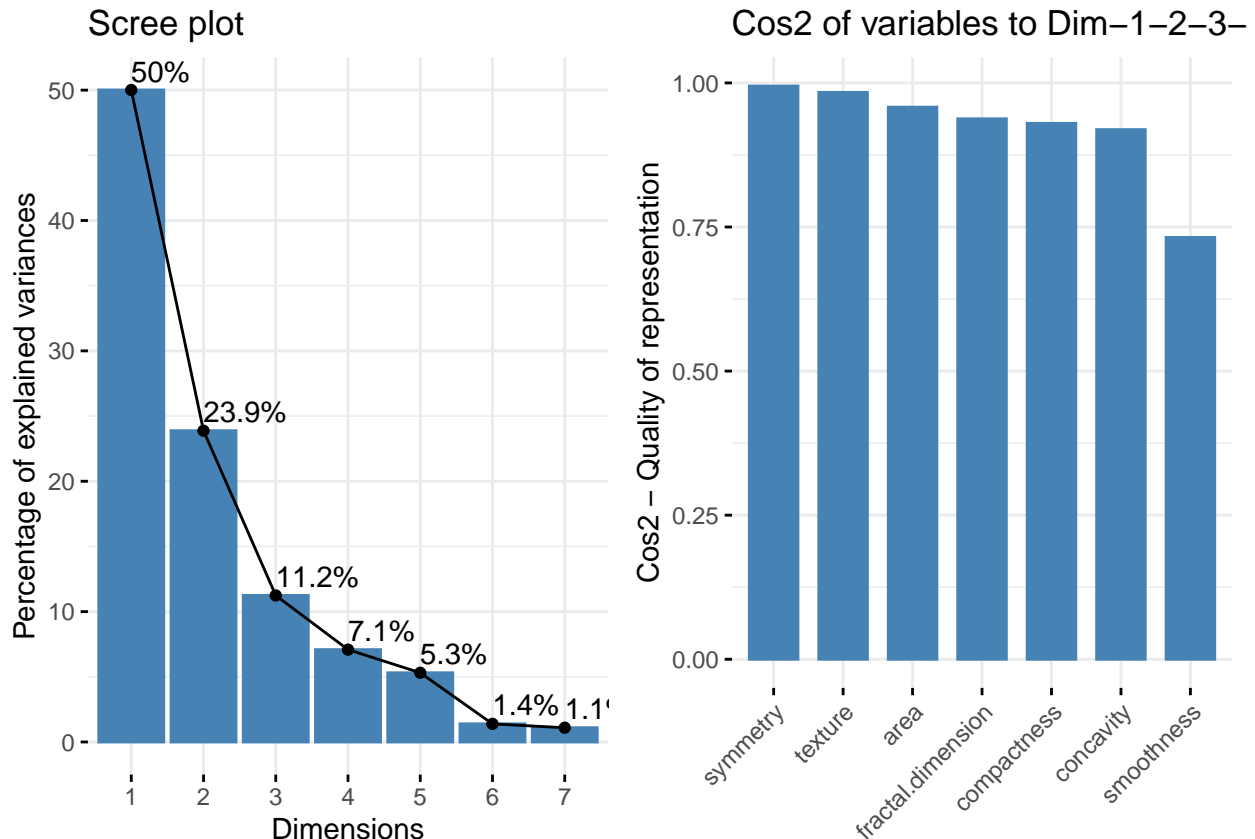 Scree plot
Percentage of explained variances
50
40
30
20
10
0
50%
23.9%
11.2%
7.1%
5.3%
1.4%
1.1%
1
2
3
4
5
6
7
Dimensions
Cos2 of variables to Dim–1–2–3–
Cos2 – Quality of representation
1.00
0.75
0.50
0.25
0.00
symmetry
texture
area
fractal.dimension
compactness
concavity
smoothness